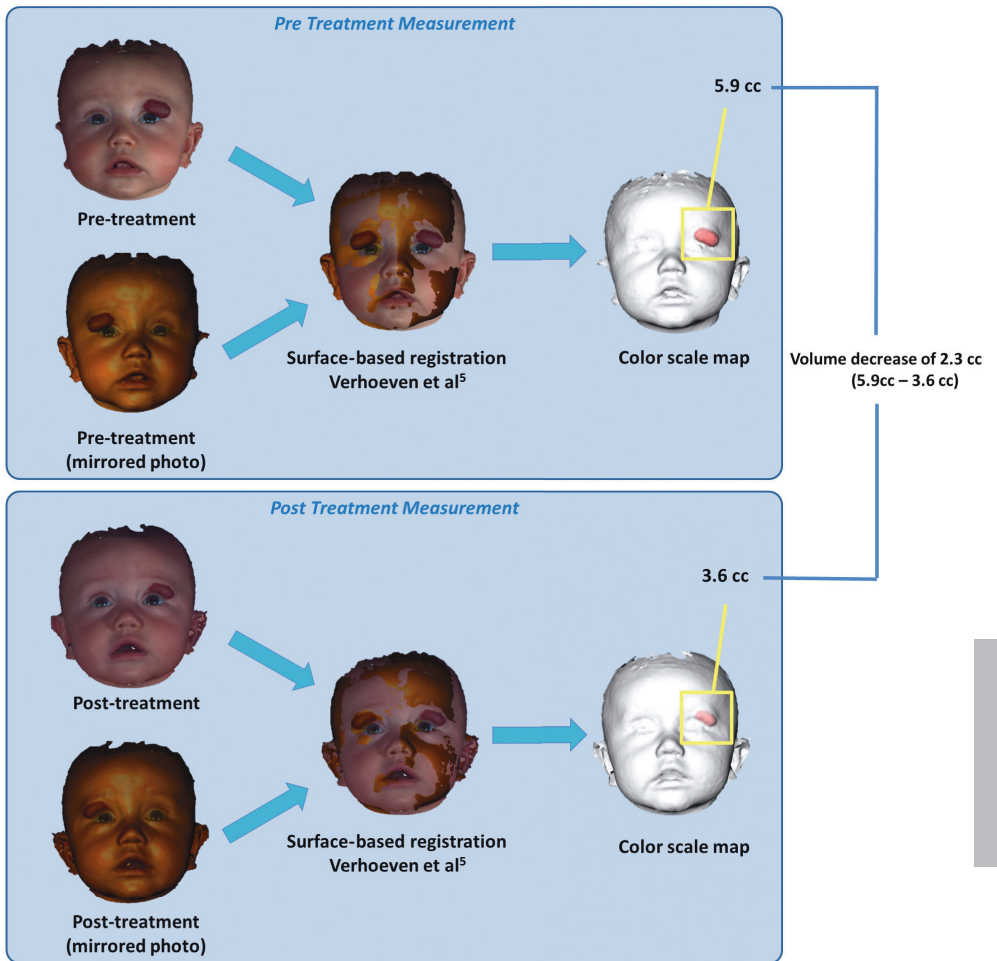 Pre Treatment Measurement
5.9 cc
Pre-treatment
Surface-based registration
Verhoeven et al⁵
Color scale map
Pre-treatment
(mirrored photo)
Volume decrease of 2.3 cc
(5.9cc – 3.6 cc)
Post Treatment Measurement
3.6 cc
Post-treatment
Surface-based registration
Verhoeven et al⁵
Color scale map
Post-treatment
(mirrored photo)